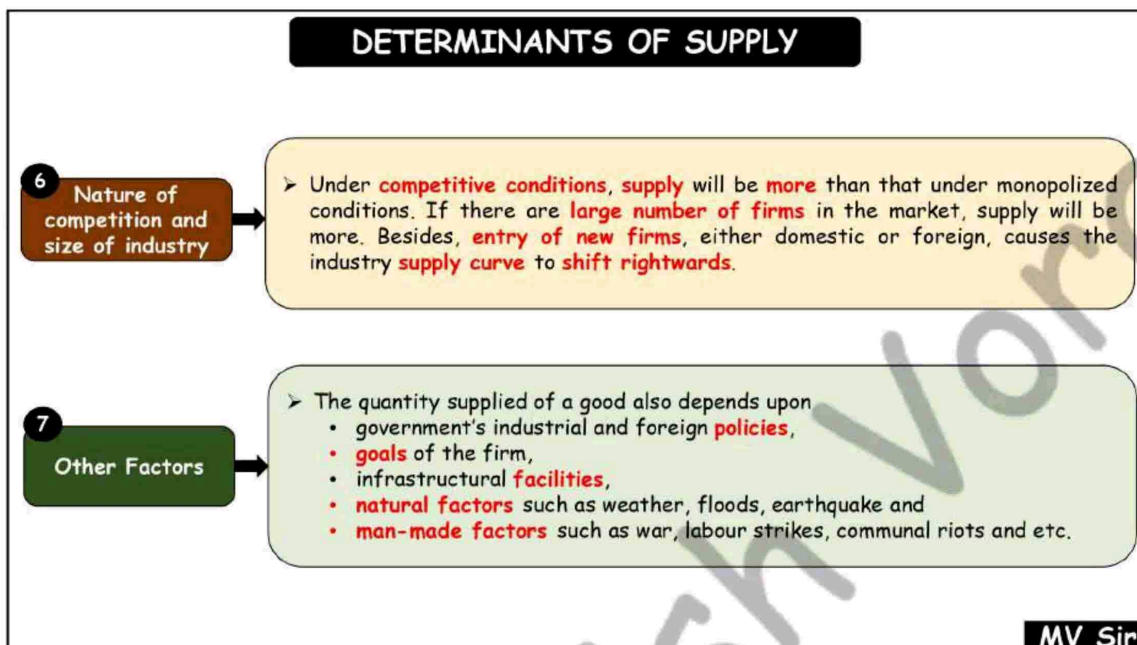 DETERMINANTS OF SUPPLY
6
Nature of
competition and
size of industry
➢ Under competitive conditions, supply will be more than that under monopolized
conditions. If there are large number of firms in the market, supply will be
more. Besides, entry of new firms, either domestic or foreign, causes the
industry supply curve to shift rightwards.
7
Other Factors
➢ The quantity supplied of a good also depends upon
• government's industrial and foreign policies,
• goals of the firm,
• infrastructural facilities,
• natural factors such as weather, floods, earthquake and
• man-made factors such as war, labour strikes, communal riots and etc.
MV Sir